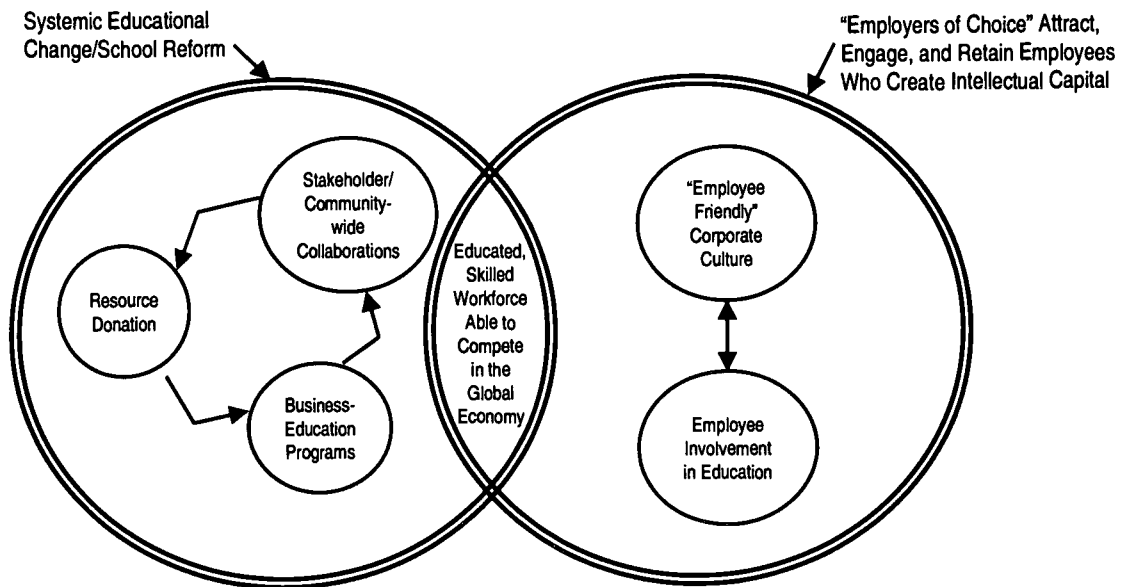 Systemic Educational
Change/School Reform
“Employers of Choice” Attract,
Engage, and Retain Employees
Who Create Intellectual Capital
Stakeholder/
Community-
wide
Collaborations
Resource
Donation
Business-
Education
Programs
Educated,
Skilled
Workforce
Able to
Compete
in the
Global
Economy
“Employee
Friendly”
Corporate
Culture
Employee
Involvement
in Education